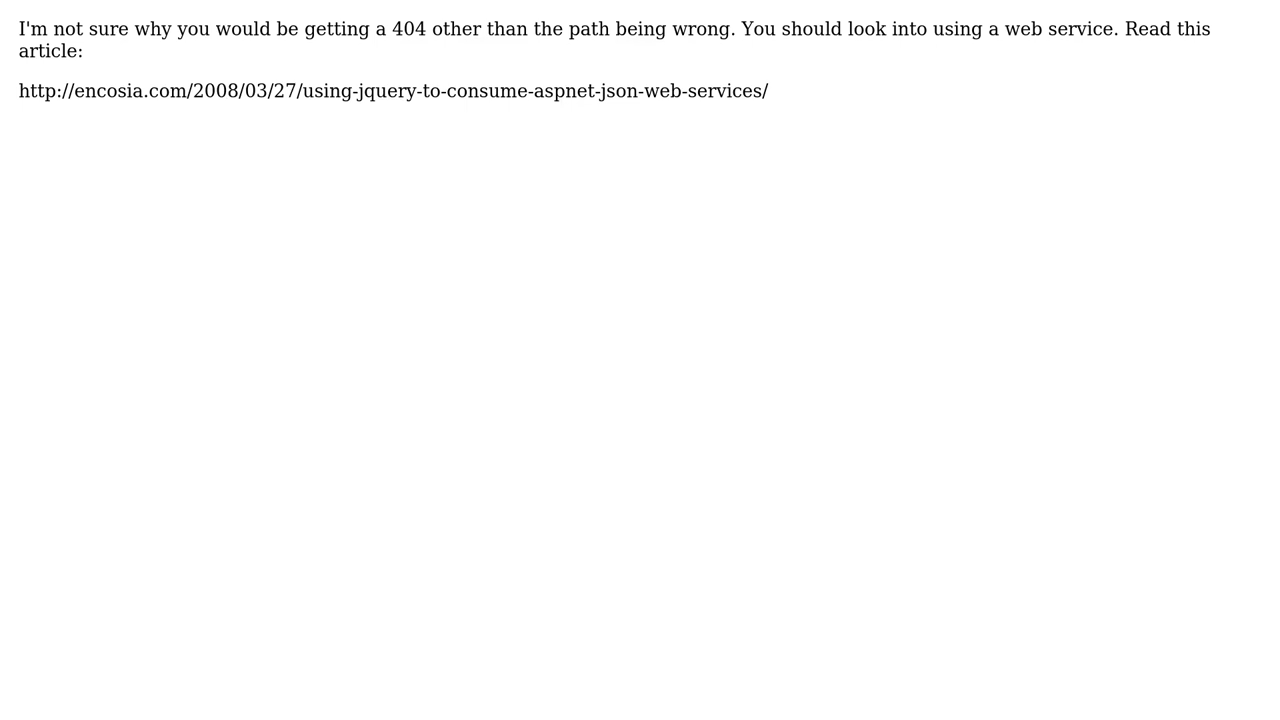 I'm not sure why you would be getting a 404 other than the path being wrong. You should look into using a web service. Read this
article:
http://encosia.com/2008/03/27/using-jquery-to-consume-aspnet-json-web-services/